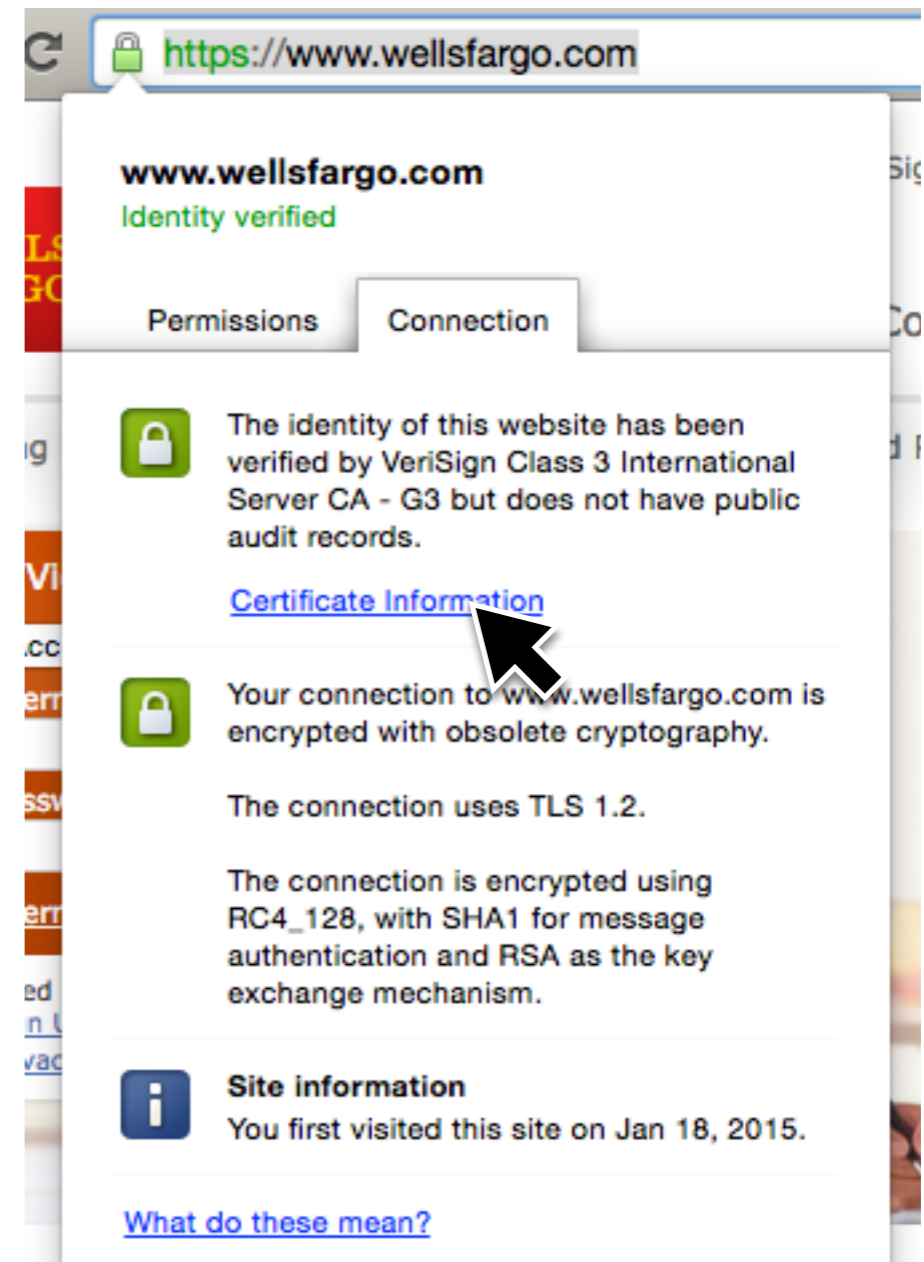 https://www.wellsfargo.com
www.wellsfargo.com
Identity verified
Permissions
Connection
The identity of this website has been
verified by VeriSign Class 3 International
Server CA - G3 but does not have public
audit records.
Certificate Information
Your connection to www.wellsfargo.com is
encrypted with obsolete cryptography.
The connection uses TLS 1.2.
The connection is encrypted using
RC4_128, with SHA1 for message
authentication and RSA as the key
exchange mechanism.
Site information
You first visited this site on Jan 18, 2015.
What do these mean?